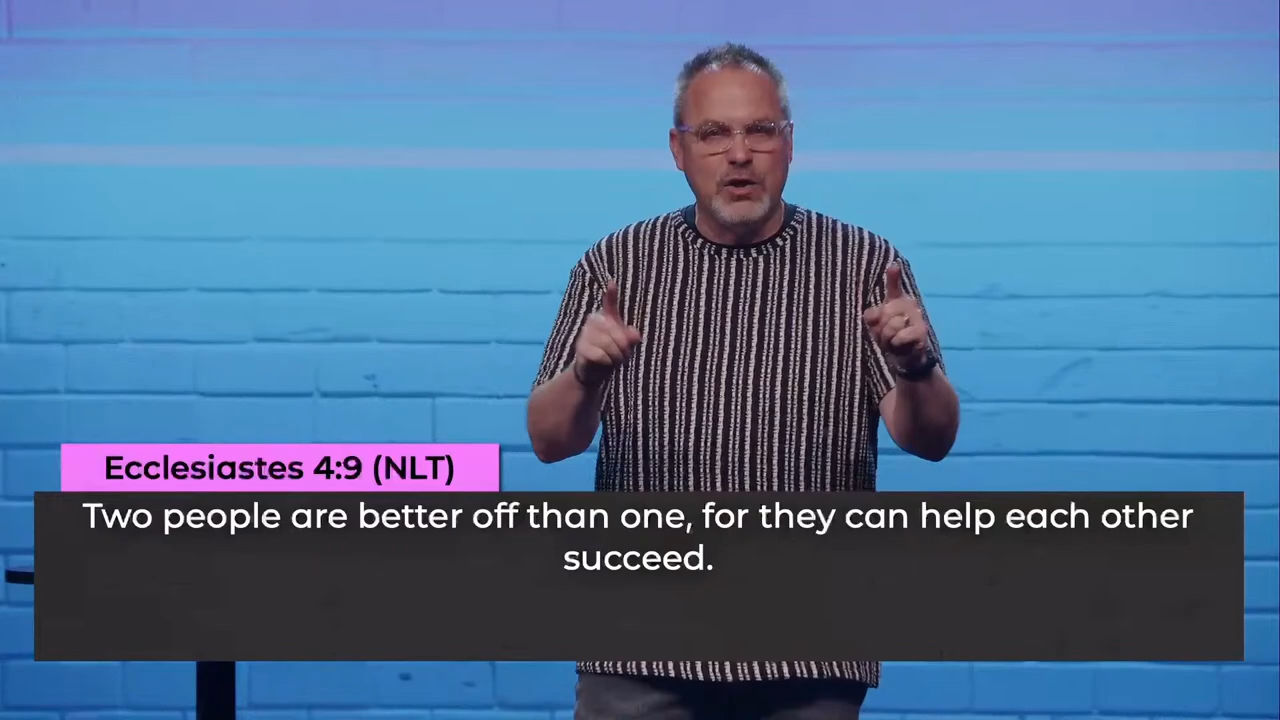 Ecclesiastes 4:9 (NLT)
Two people are better off than one, for they can help each other
succeed.